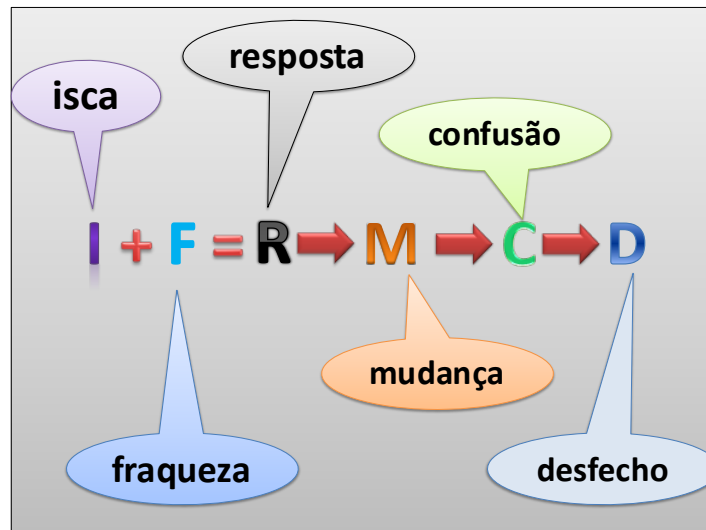 resposta
isca
confusão
I + F = R M C D
mudança
fraqueza
desfecho